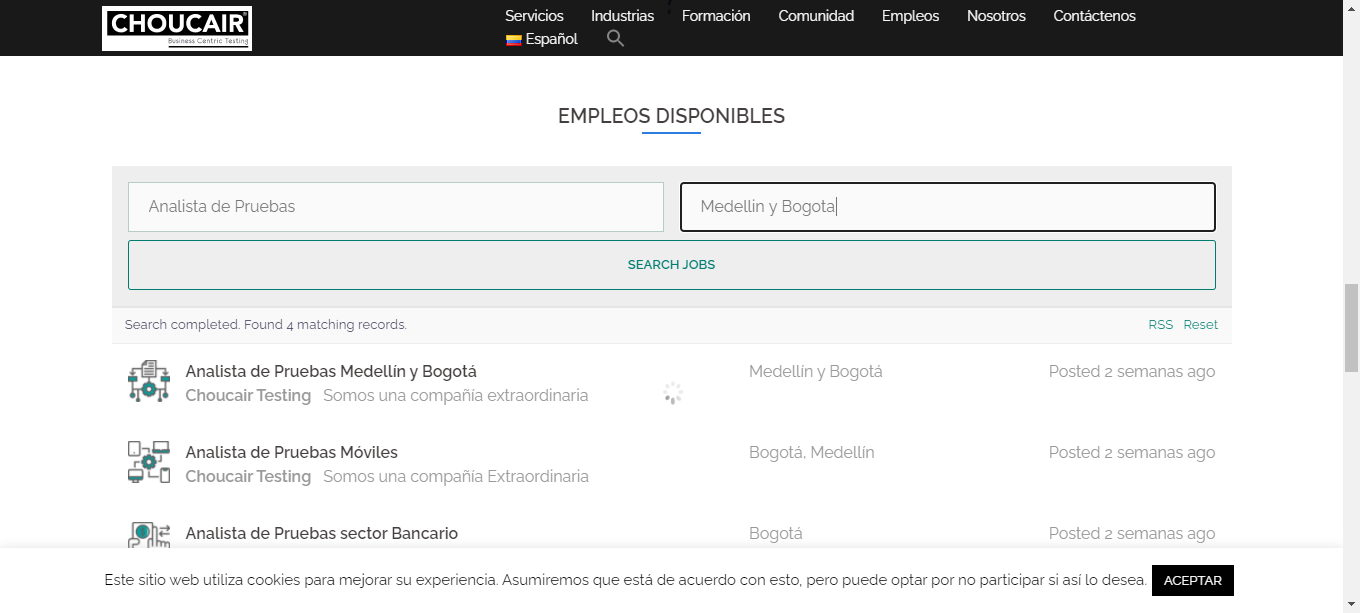 CHOUCAIR
Business Centric Testing
Servicios Industrias Formación Comunidad Empleos Nosotros Contáctenos
Español
EMPLEOS DISPONIBLES
Analista de Pruebas Medellin y Bogota
SEARCH JOBS
Search completed. Found 4 matching records. RSS Reset
Analista de Pruebas Medellín y Bogotá Medellín y Bogotá Posted 2 semanas ago
Choucair Testing Somos una compañía extraordinaria
Analista de Pruebas Móviles Bogotá, Medellín Posted 2 semanas ago
Choucair Testing Somos una compañía Extraordinaria
Analista de Pruebas sector Bancario Bogotá Posted 2 semanas ago
Este sitio web utiliza cookies para mejorar su experiencia. Asumiremos que está de acuerdo con esto, pero puede optar por no participar si así lo desea. ACEPTAR